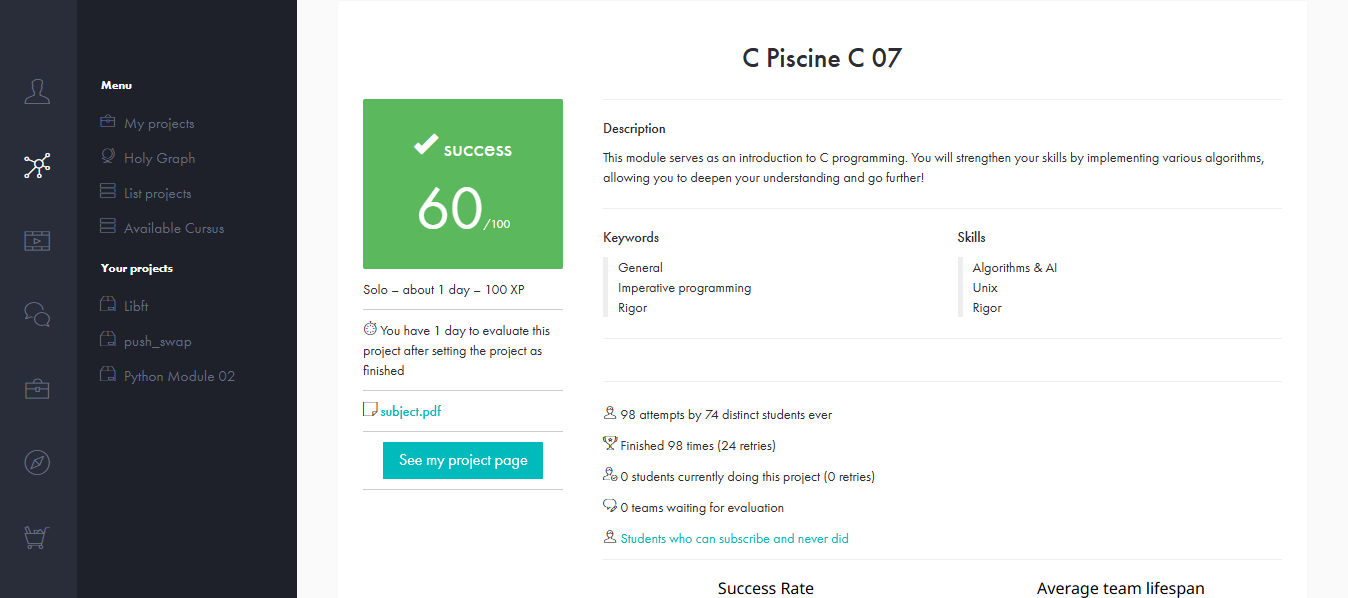 Menu
My projects
Holy Graph
List projects
Available Cursus
Your projects
Libft
push_swap
Python Module 02
C Piscine C 07
success
60/100
Solo – about 1 day – 100 XP
You have 1 day to evaluate this
project after setting the project as
finished
subject.pdf
See my project page
Description
This module serves as an introduction to C programming. You will strengthen your skills by implementing various algorithms,
allowing you to deepen your understanding and go further!
Keywords
General
Imperative programming
Rigor
Skills
Algorithms & AI
Unix
Rigor
98 attempts by 74 distinct students ever
Finished 98 times (24 retries)
0 students currently doing this project (0 retries)
0 teams waiting for evaluation
Students who can subscribe and never did
Success Rate
Average team lifespan